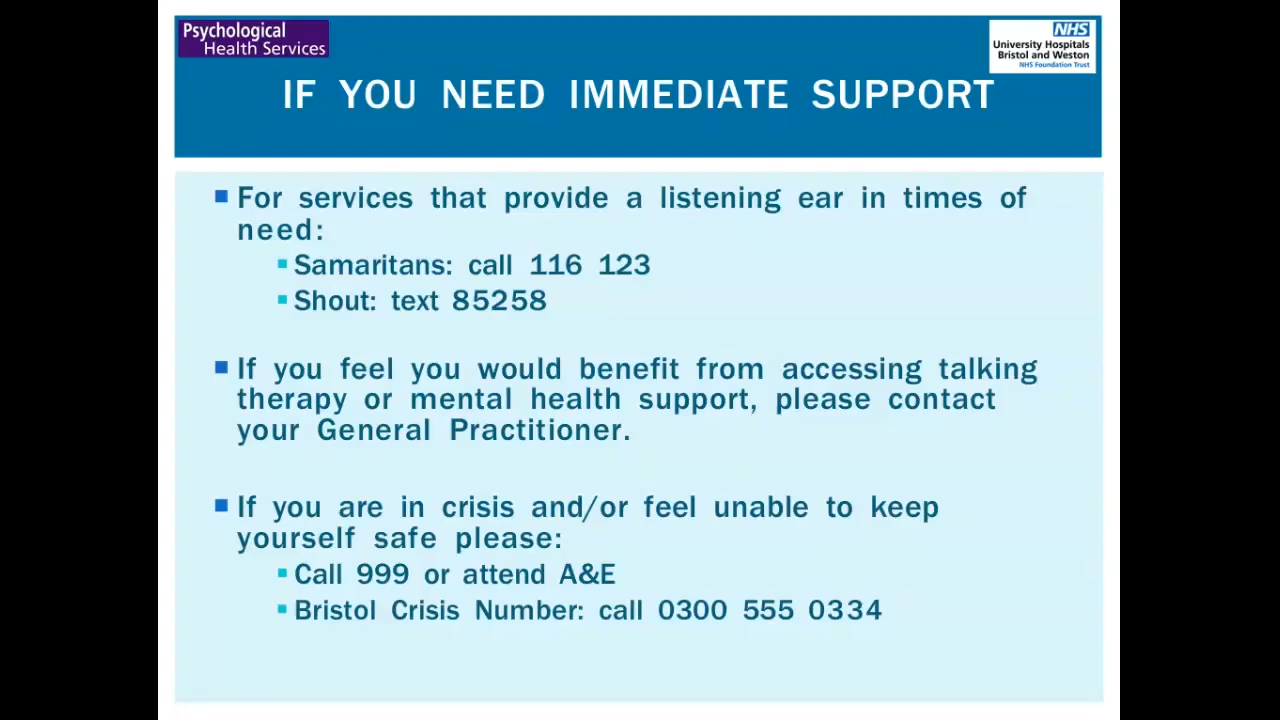 Psychological
Health Services
NHS
University Hospitals
Bristol and Weston
NHS Foundation Trust
IF YOU NEED IMMEDIATE SUPPORT
For services that provide a listening ear in times of
need:
Samaritans: call 116 123
Shout: text 85258
If you feel you would benefit from accessing talking
therapy or mental health support, please contact
your General Practitioner.
If you are in crisis and/or feel unable to keep
yourself safe please:
Call 999 or attend A&E
Bristol Crisis Number: call 0300 555 0334